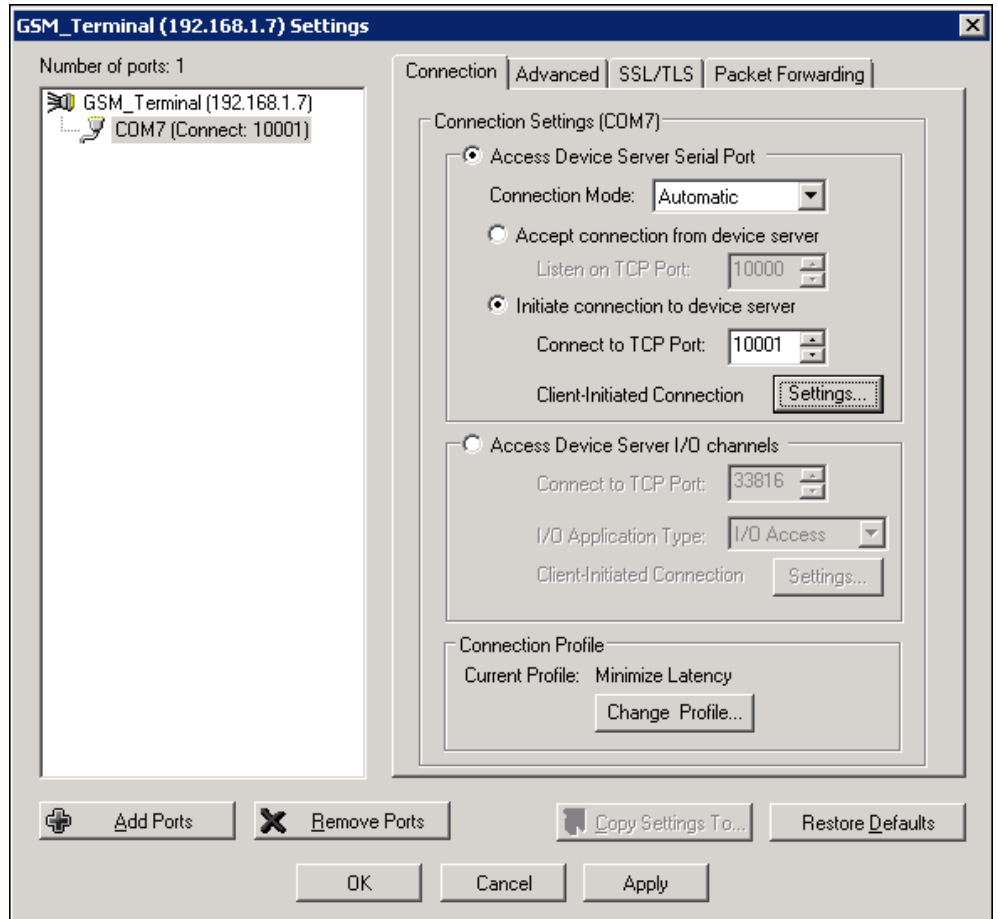 GSM_Terminal (192.168.1.7) Settings
Number of ports: 1
GSM_Terminal (192.168.1.7)
COM7 (Connect: 10001)
Connection Advanced SSL/TLS Packet Forwarding
Connection Settings (COM7)
Access Device Server Serial Port
Connection Mode: Automatic
Accept connection from device server
Listen on TCP Port: 10000
Initiate connection to device server
Connect to TCP Port: 10001
Client-Initiated Connection Settings...
Access Device Server I/O channels
Connect to TCP Port: 33816
I/O Application Type: I/O Access
Client-Initiated Connection Settings...
Connection Profile
Current Profile: Minimize Latency
Change Profile...
Add Ports Remove Ports Copy Settings To... Restore Defaults
OK Cancel Apply